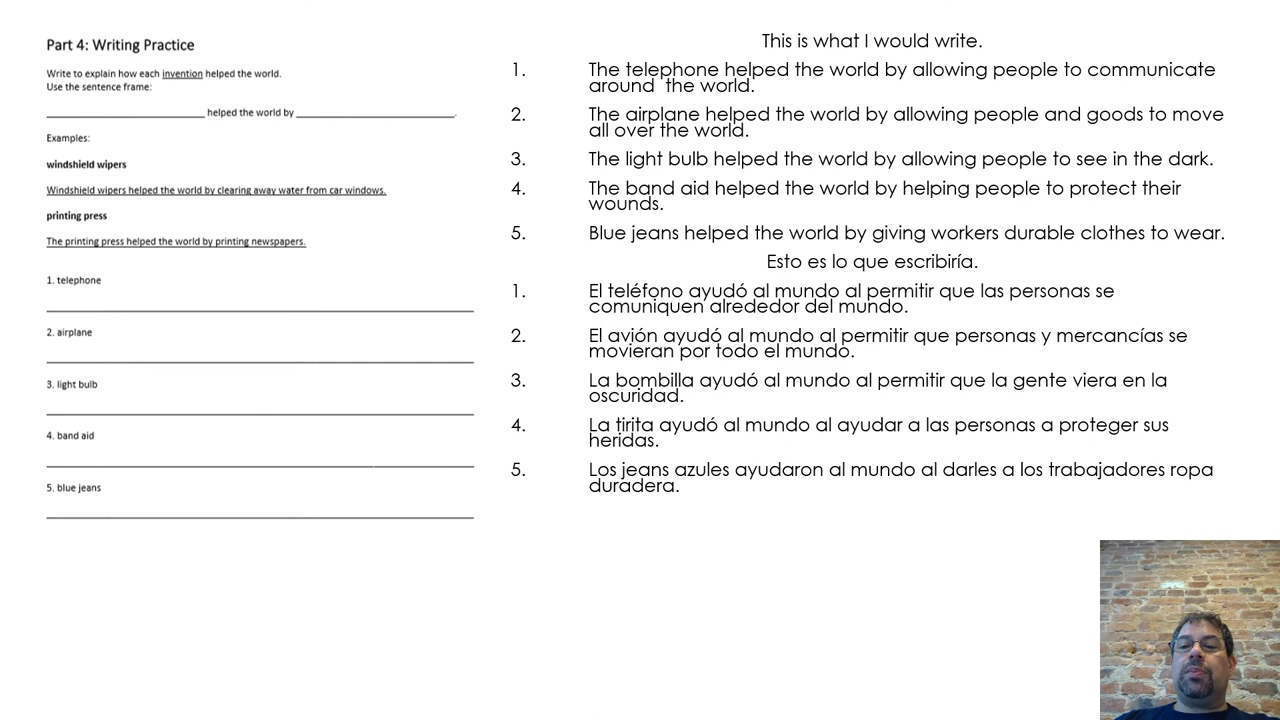 Part 4: Writing Practice
Write to explain how each invention helped the world.
Use the sentence frame:
______________________________ helped the world by ______________________________.
Examples:
windshield wipers
Windshield wipers helped the world by clearing away water from car windows.
printing press
The printing press helped the world by printing newspapers.
1. telephone
2. airplane
3. light bulb
4. band aid
5. blue jeans
This is what I would write.
1. The telephone helped the world by allowing people to communicate
around  the world.
2. The airplane helped the world by allowing people and goods to move
all over the world.
3. The light bulb helped the world by allowing people to see in the dark.
4. The band aid helped the world by helping people to protect their
wounds.
5. Blue jeans helped the world by giving workers durable clothes to wear.
Esto es lo que escribiría.
1. El teléfono ayudó al mundo al permitir que las personas se
comuniquen alrededor del mundo.
2. El avión ayudó al mundo al permitir que personas y mercancías se
movieran por todo el mundo.
3. La bombilla ayudó al mundo al permitir que la gente viera en la
oscuridad.
4. La tirita ayudó al mundo al ayudar a las personas a proteger sus
heridas.
5. Los jeans azules ayudaron al mundo al darles a los trabajadores ropa
duradera.